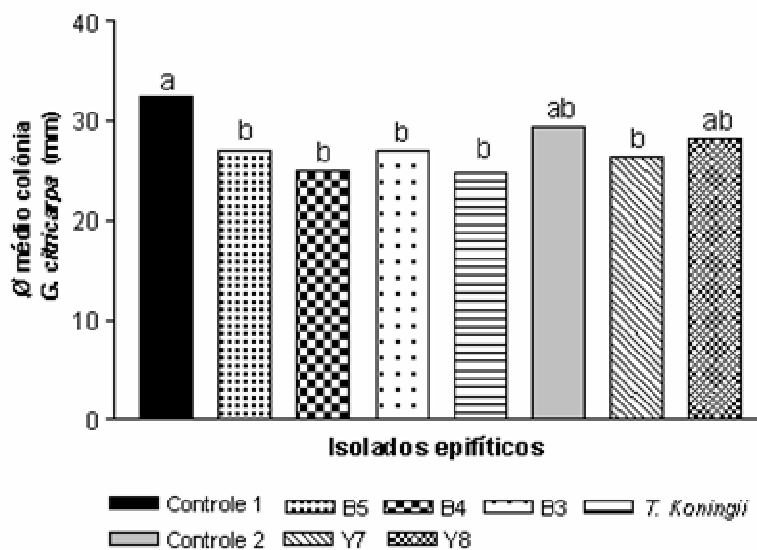 40
30
20
10
0
Ø médio colônia
G. citricarpa (mm)
a
b
b
b
b
ab
b
ab
Isolados epifíticos
Controle 1 B5 B4 B3 T. Koningii
Controle 2 Y7 Y8